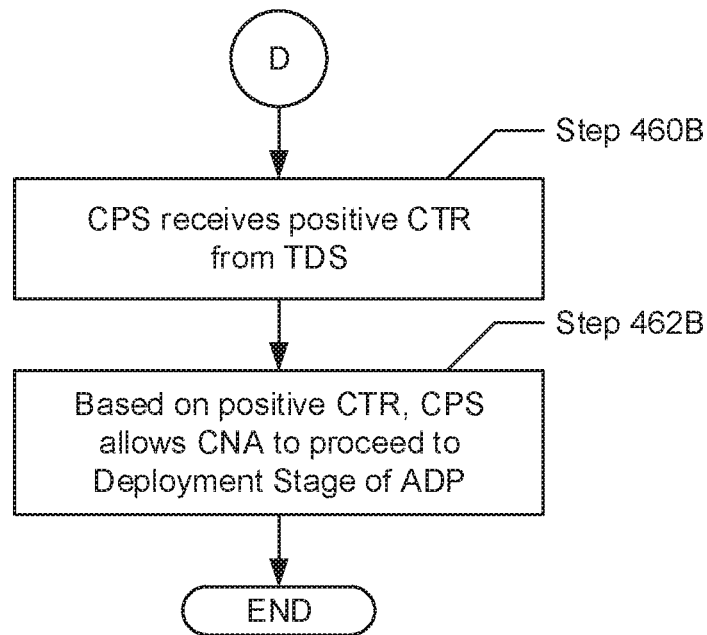 D
Step 460B
CPS receives positive CTR
from TDS
Step 462B
Based on positive CTR, CPS
allows CNA to proceed to
Deployment Stage of ADP
END